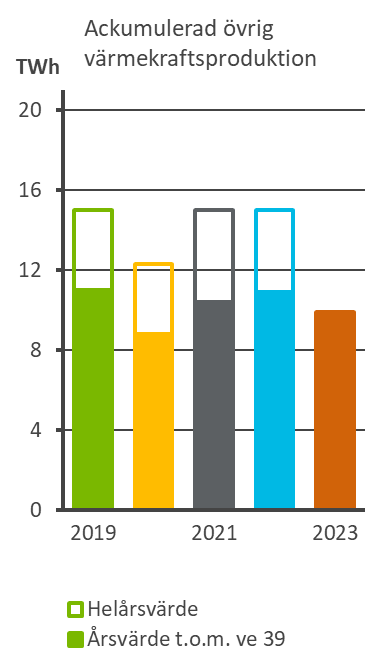 Ackumulerad övrig
värmekraftsproduktion
TWh
20
16
12
8
4
0
2019 2021 2023
Helårsvärde
Årsvärde t.o.m. ve 39